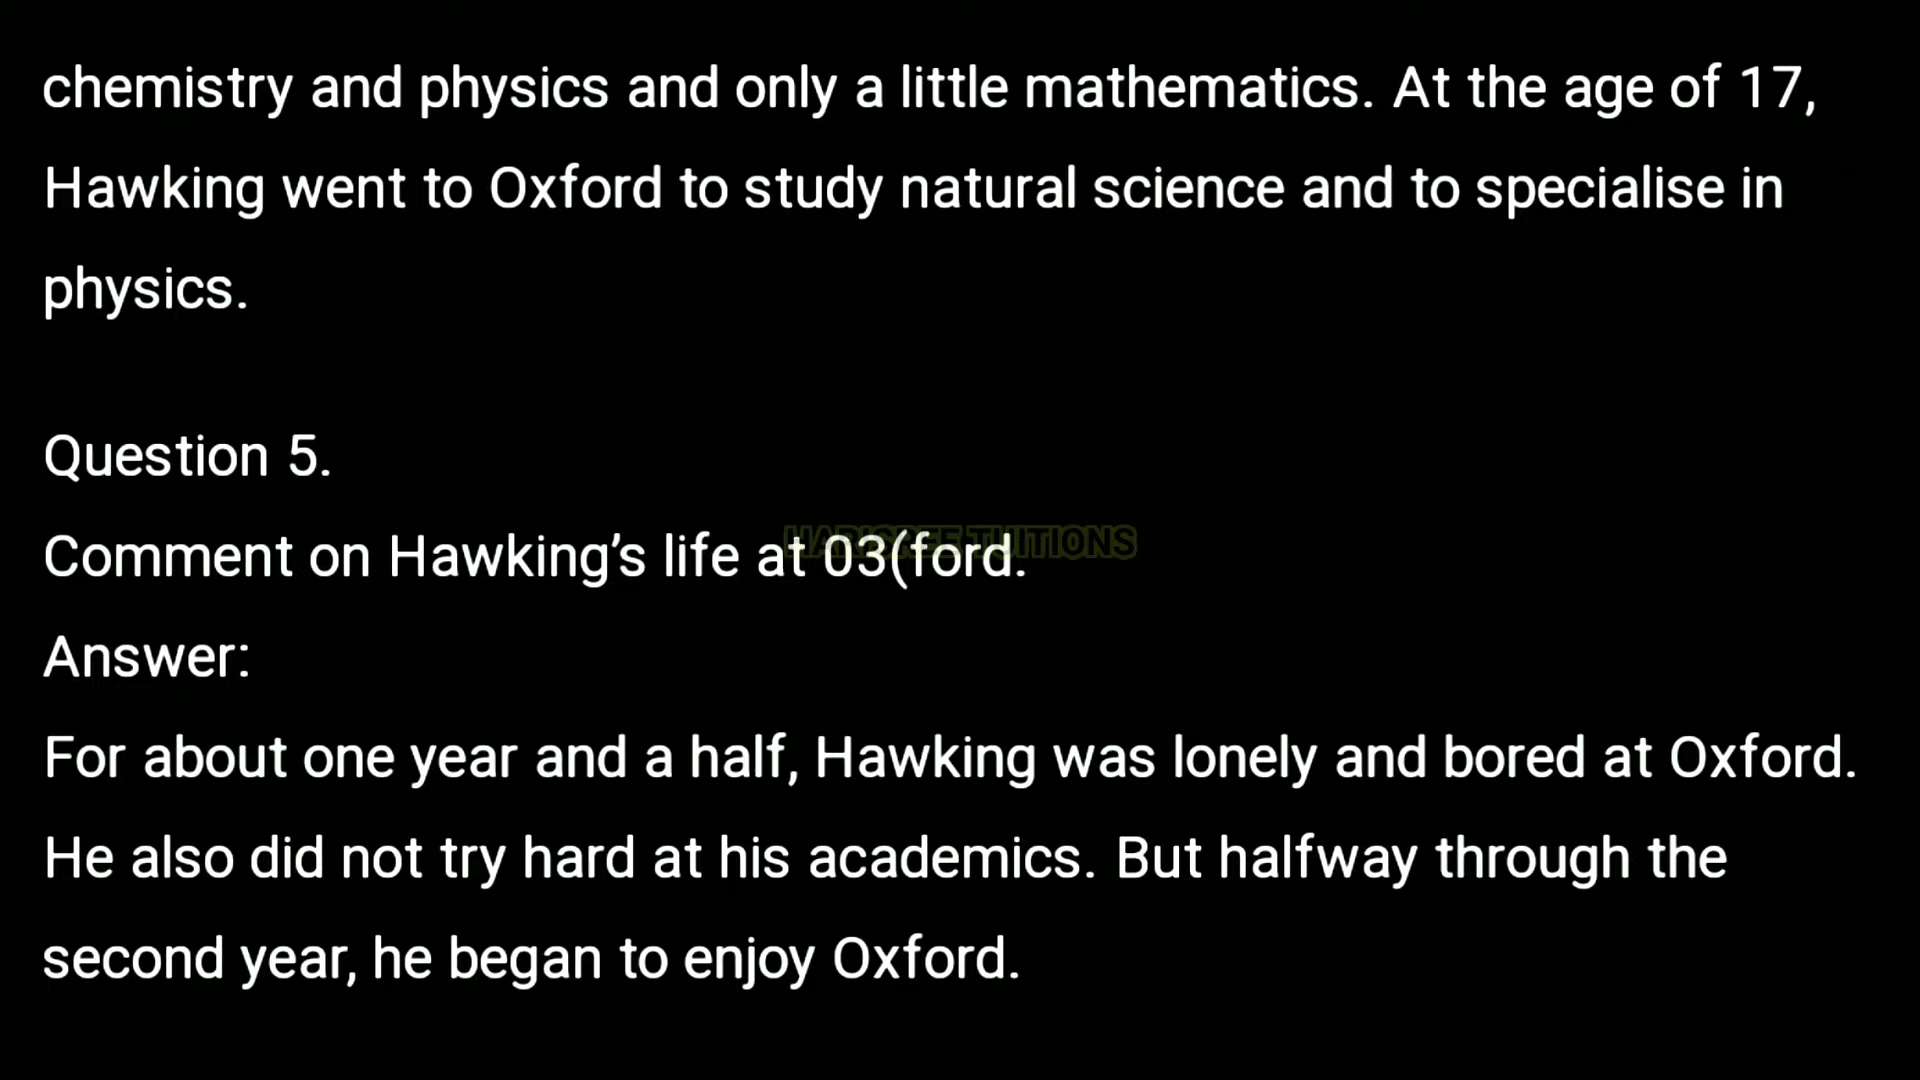 chemistry and physics and only a little mathematics. At the age of 17,
Hawking went to Oxford to study natural science and to specialise in
physics.
Question 5.
Comment on Hawking’s life at 03(ford.
HARISREE TUITIONS
Answer:
For about one year and a half, Hawking was lonely and bored at Oxford.
He also did not try hard at his academics. But halfway through the
second year, he began to enjoy Oxford.